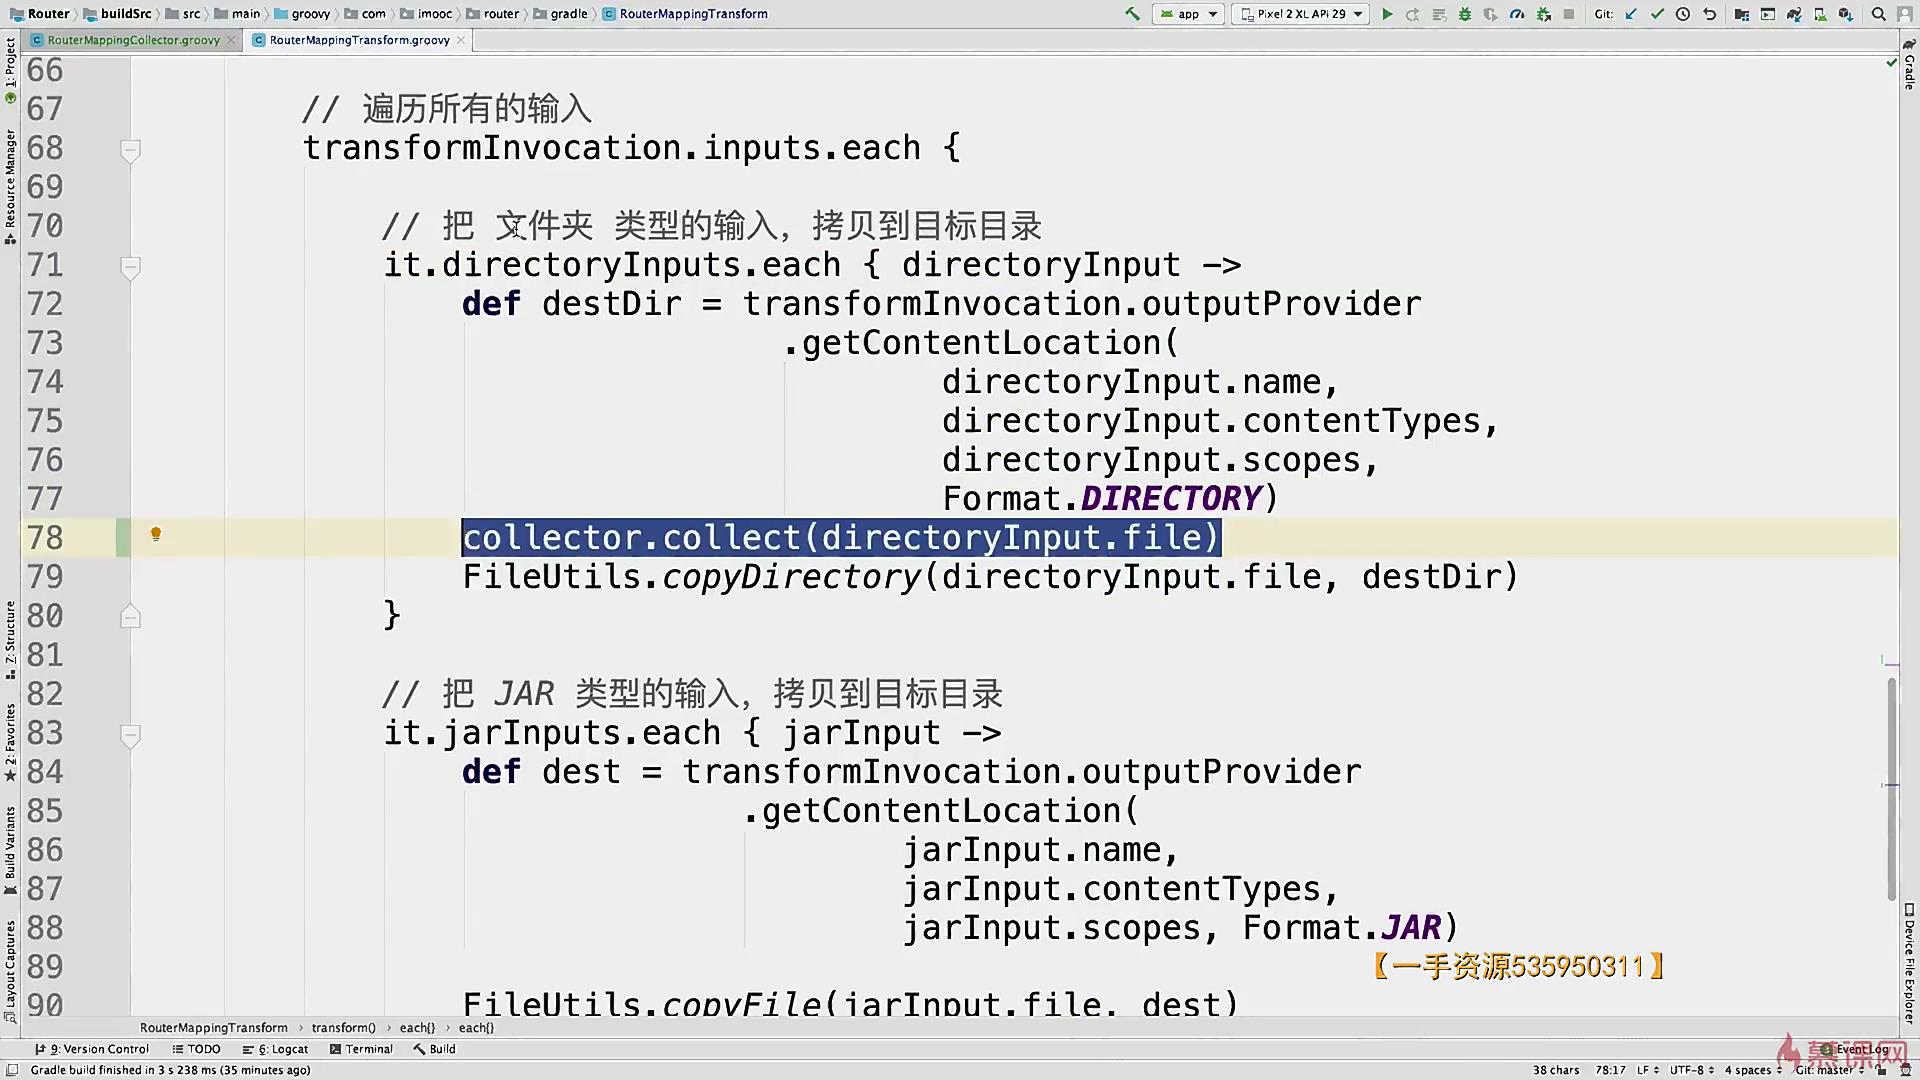 Router buildSrc src main groovy com imooc router gradle RouterMappingTransform
app Pixel 2 XL API 29 Git:
RouterMappingCollector.groovy RouterMappingTransform.groovy
1: Project
Resource Manager
Z: Structure
2: Favorites
Build Variants
Layout Captures
Gradle
Device File Explorer
66
67 // 遍历所有的输入
68 transformInvocation.inputs.each {
69
70 // 把 文件夹 类型的输入，拷贝到目标目录
71 it.directoryInputs.each { directoryInput ->
72 def destDir = transformInvocation.outputProvider
73 .getContentLocation(
74 directoryInput.name,
75 directoryInput.contentTypes,
76 directoryInput.scopes,
77 Format.DIRECTORY)
78 collector.collect(directoryInput.file)
79 FileUtils.copyDirectory(directoryInput.file, destDir)
80 }
81
82 // 把 JAR 类型的输入，拷贝到目标目录
83 it.jarInputs.each { jarInput ->
84 def dest = transformInvocation.outputProvider
85 .getContentLocation(
86 jarInput.name,
87 jarInput.contentTypes,
88 jarInput.scopes, Format.JAR)
89
【一手资源535950311】
90 FileUtils.copyFile(jarInput.file, dest)
RouterMappingTransform transform() each{} each{}
9: Version Control TODO 6: Logcat Terminal Build Event Log
慕课网
Gradle build finished in 3 s 238 ms (35 minutes ago) 38 chars 78:17 LF UTF-8 4 spaces Git: master